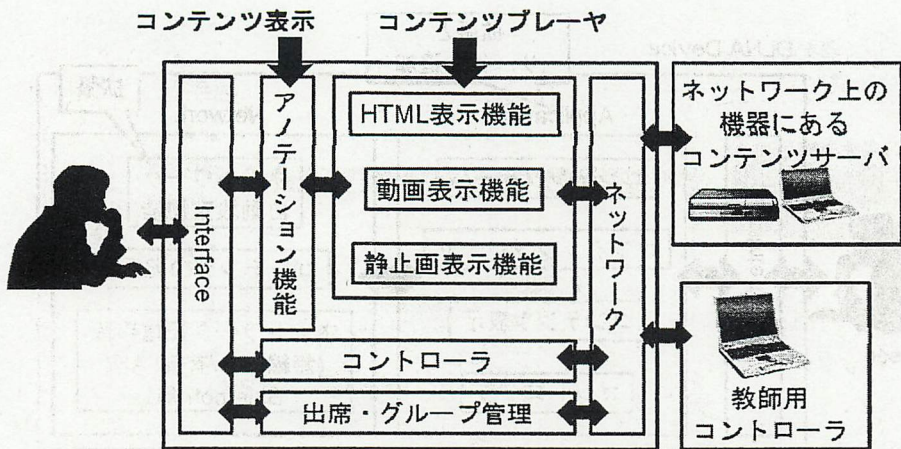 コンテンツ表示
コンテンツプレーヤ
Interface
アノテーション機能
HTML表示機能
動画表示機能
静止画表示機能
コントローラ
出席・グループ管理
ネットワーク
ネットワーク上の
機器にある
コンテンツサーバ
教師用
コントローラ
DLNA Device